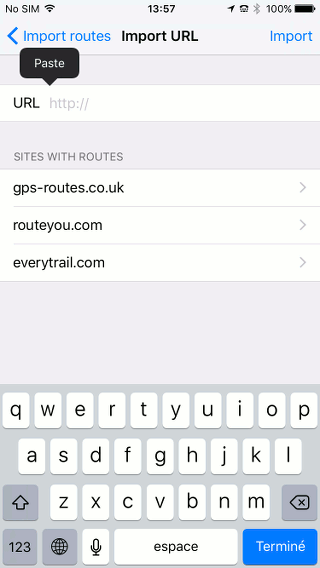 No SIM 13:57 100%
Import routes Import URL Import
Paste
URL http://
SITES WITH ROUTES
gps-routes.co.uk
routeyou.com
everytrail.com
q w e r t y u i o p
a s d f g h j k l
z x c v b n m
123 espace Terminé